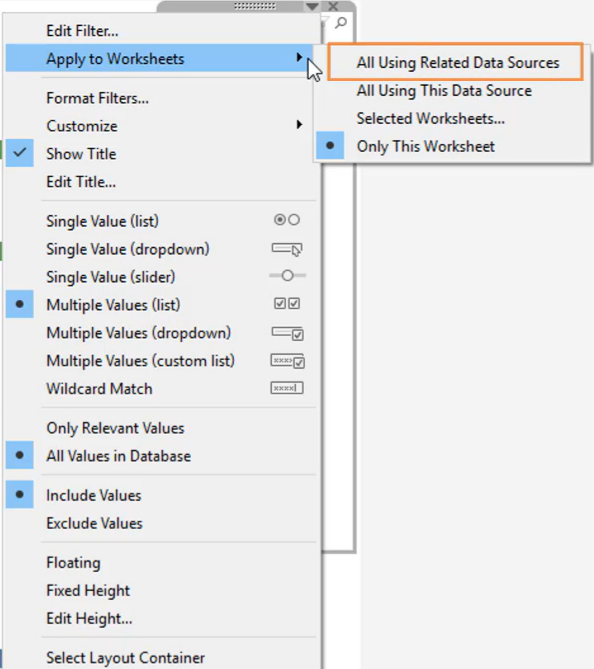 Edit Filter...
Apply to Worksheets
All Using Related Data Sources
All Using This Data Source
Selected Worksheets...
Only This Worksheet
Format Filters...
Customize
Show Title
Edit Title...
Single Value (list)
Single Value (dropdown)
Single Value (slider)
Multiple Values (list)
Multiple Values (dropdown)
Multiple Values (custom list)
Wildcard Match
Only Relevant Values
All Values in Database
Include Values
Exclude Values
Floating
Fixed Height
Edit Height...
Select Layout Container